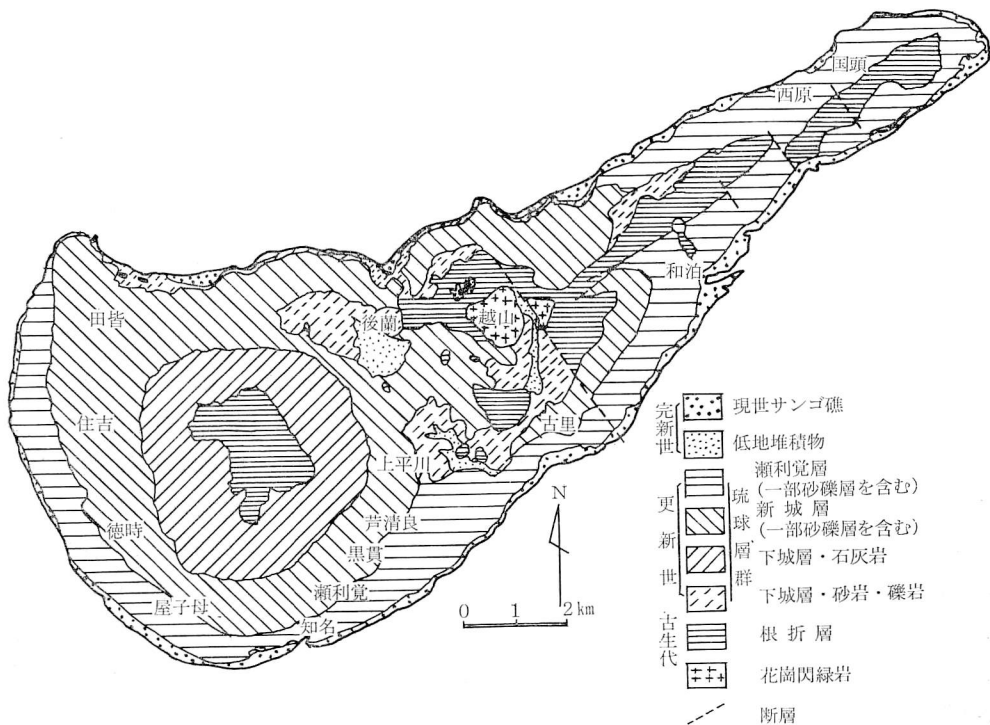 国頭
西原
和泊
田皆
後蘭
越山
住吉
古里
上平川
徳時
芦清良
黒貫
瀬利覚
屋子母
知名
N
0 1 2km
完新世
現世サンゴ礁
低地堆積物
更新世
琉球層群
瀬利覚層
(一部砂礫層を含む)
新城層
(一部砂礫層を含む)
下城層・石灰岩
下城層・砂岩・礫岩
古生代
根折層
花崗閃緑岩
断層